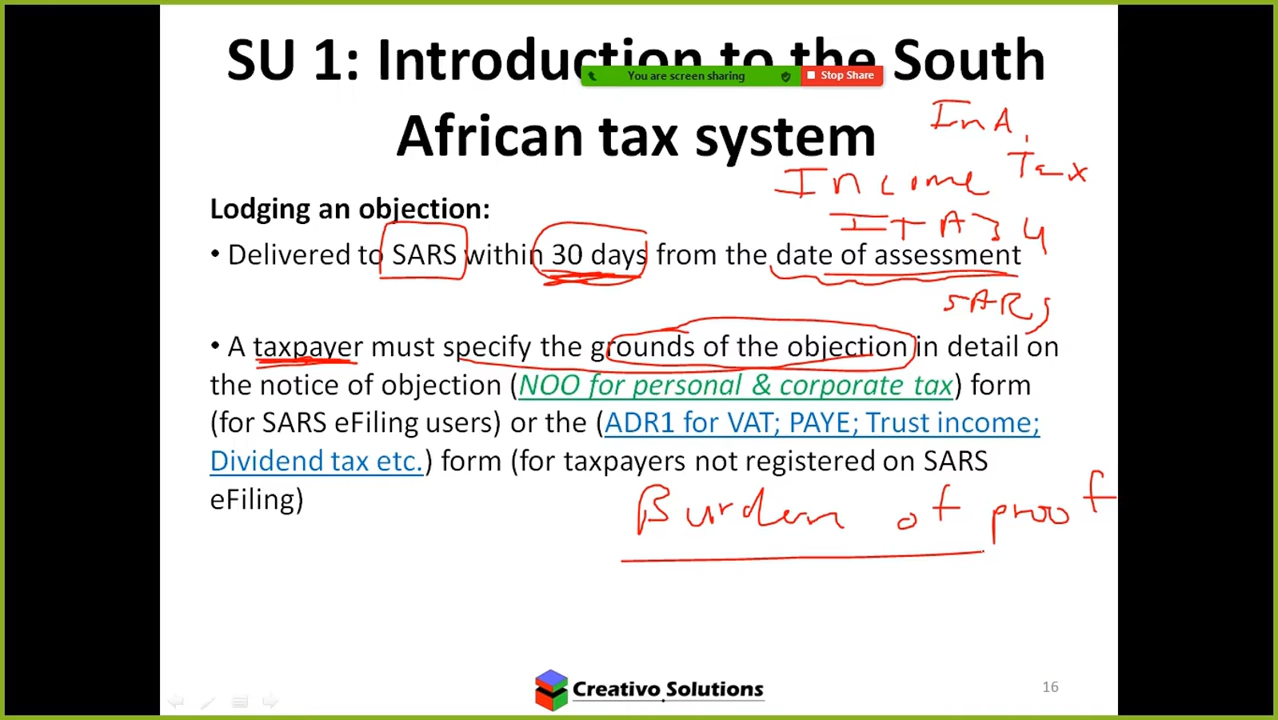 SU 1: Introduction to the South
You are screen sharing
Stop Share
African tax system
InA.
Income Tax
ITA34
Lodging an objection:
• Delivered to SARS within 30 days from the date of assessment
SARS
• A taxpayer must specify the grounds of the objection in detail on
the notice of objection (NOO for personal & corporate tax) form
(for SARS eFiling users) or the (ADR1 for VAT; PAYE; Trust income;
Dividend tax etc.) form (for taxpayers not registered on SARS
eFiling)
Burden of proof
Creativo Solutions
16